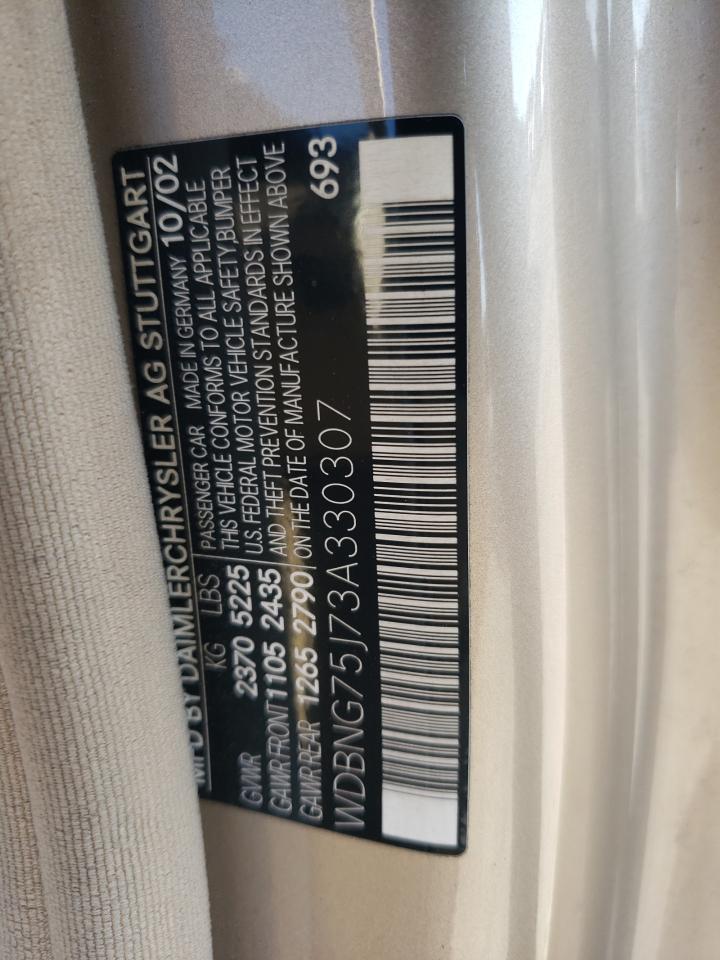 MFD BY DAIMLERCHRYSLER AG STUTTGART
KG LBS PASSENGER CAR MADE IN GERMANY 10/02
GVWR 2370 5225 THIS VEHICLE CONFORMS TO ALL APPLICABLE
U.S. FEDERAL MOTOR VEHICLE SAFETY,BUMPER
GAWR FRONT 1105 2435 AND THEFT PREVENTION STANDARDS IN EFFECT
GAWR REAR 1265 2790 ON THE DATE OF MANUFACTURE SHOWN ABOVE
WDBNG75J73A330307 693